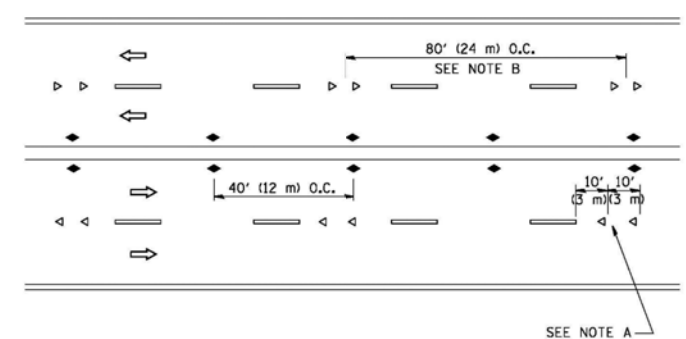 80' (24 m) O.C.
SEE NOTE B
40' (12 m) O.C.
10' 10'
(3 m) (3 m)
SEE NOTE A